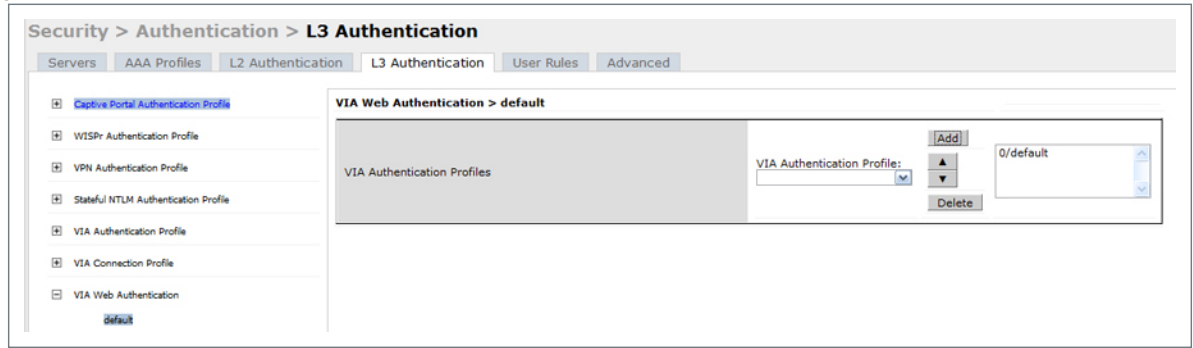 Security > Authentication > L3 Authentication
Servers AAA Profiles L2 Authentication L3 Authentication User Rules Advanced
Captive Portal Authentication Profile
WISPr Authentication Profile
VPN Authentication Profile
Stateful NTLM Authentication Profile
VIA Authentication Profile
VIA Connection Profile
VIA Web Authentication
default
VIA Web Authentication > default
VIA Authentication Profiles
VIA Authentication Profile:
Add
Delete
0/default